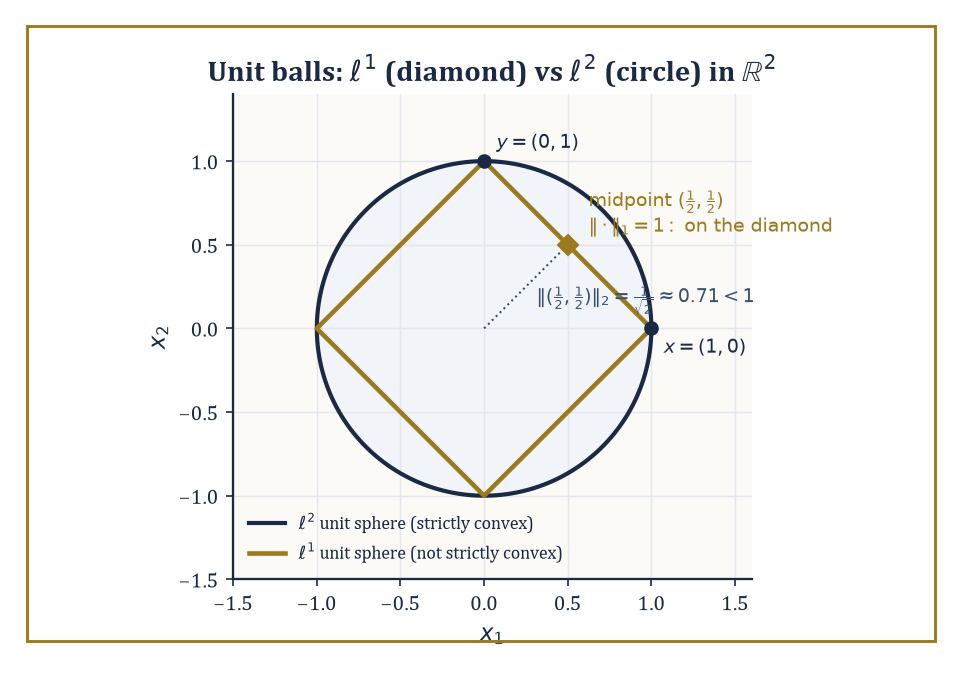 Unit balls: ℓ¹ (diamond) vs ℓ² (circle) in ℝ²
y = (0, 1)
midpoint (½, ½)
‖ · ‖₁ = 1 : on the diamond
‖(½, ½)‖₂ = 1/√2 ≈ 0.71 < 1
x = (1, 0)
x₂
1.0
0.5
0.0
−0.5
−1.0
−1.5
ℓ² unit sphere (strictly convex)
ℓ¹ unit sphere (not strictly convex)
−1.5 −1.0 −0.5 0.0 0.5 1.0 1.5
x₁